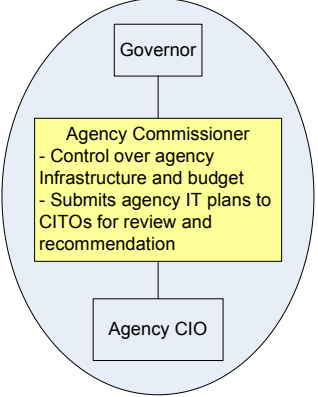 Governor
Agency Commissioner
- Control over agency
Infrastructure and budget
- Submits agency IT plans to
CITOs for review and
recommendation
Agency CIO